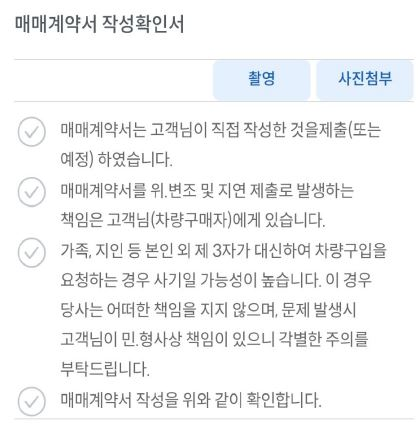 매매계약서 작성확인서
촬영 사진첨부
매매계약서는 고객님이 직접 작성한 것을제출(또는
예정) 하였습니다.
매매계약서를 위.변조 및 지연 제출로 발생하는
책임은 고객님(차량구매자)에게 있습니다.
가족, 지인 등 본인 외 제 3자가 대신하여 차량구입을
요청하는 경우 사기일 가능성이 높습니다. 이 경우
당사는 어떠한 책임을 지지 않으며, 문제 발생시
고객님이 민.형사상 책임이 있으니 각별한 주의를
부탁드립니다.
매매계약서 작성을 위와 같이 확인합니다.